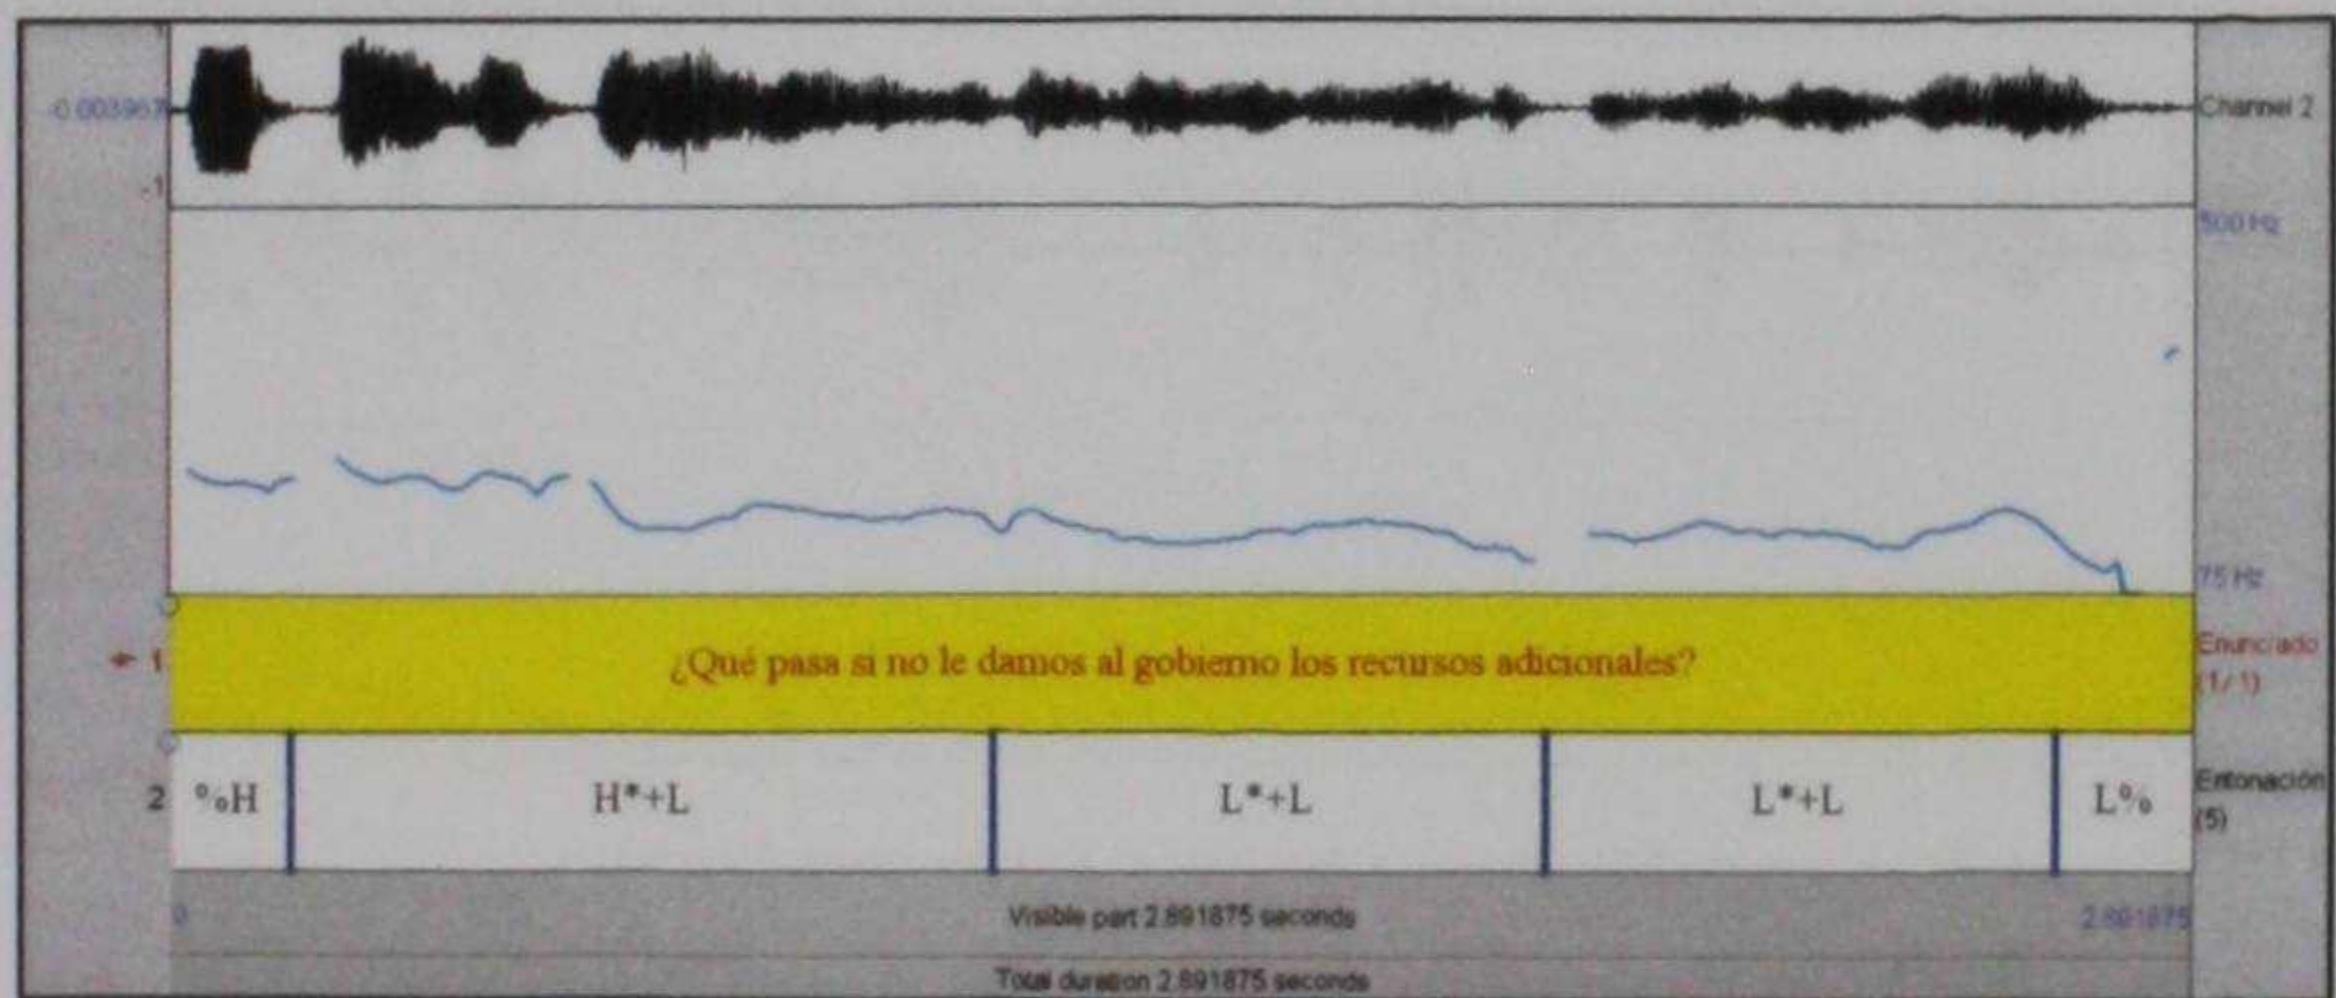 1
-0.003967
Channel 2
-1
500 Hz
75 Hz
1
¿Qué pasa si no le damos al gobierno los recursos adicionales?
Enunciado
(1/1)
2
%H
H*+L
L*+L
L*+L
L%
Entonación
(5)
0
Visible part 2.891875 seconds
2.891875
Total duration 2.891875 seconds